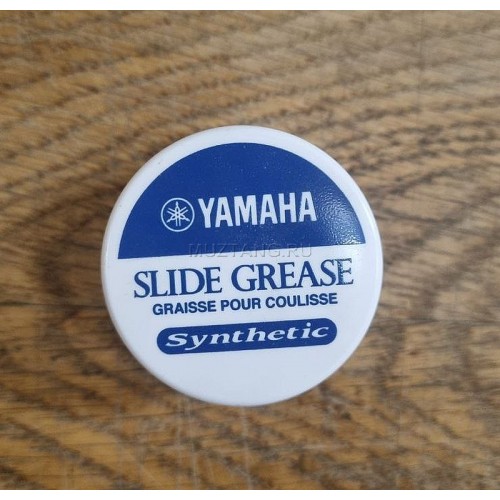 YAMAHA
MUZTANG.RU
SLIDE GREASE
GRAISSE POUR COULISSE
Synthetic